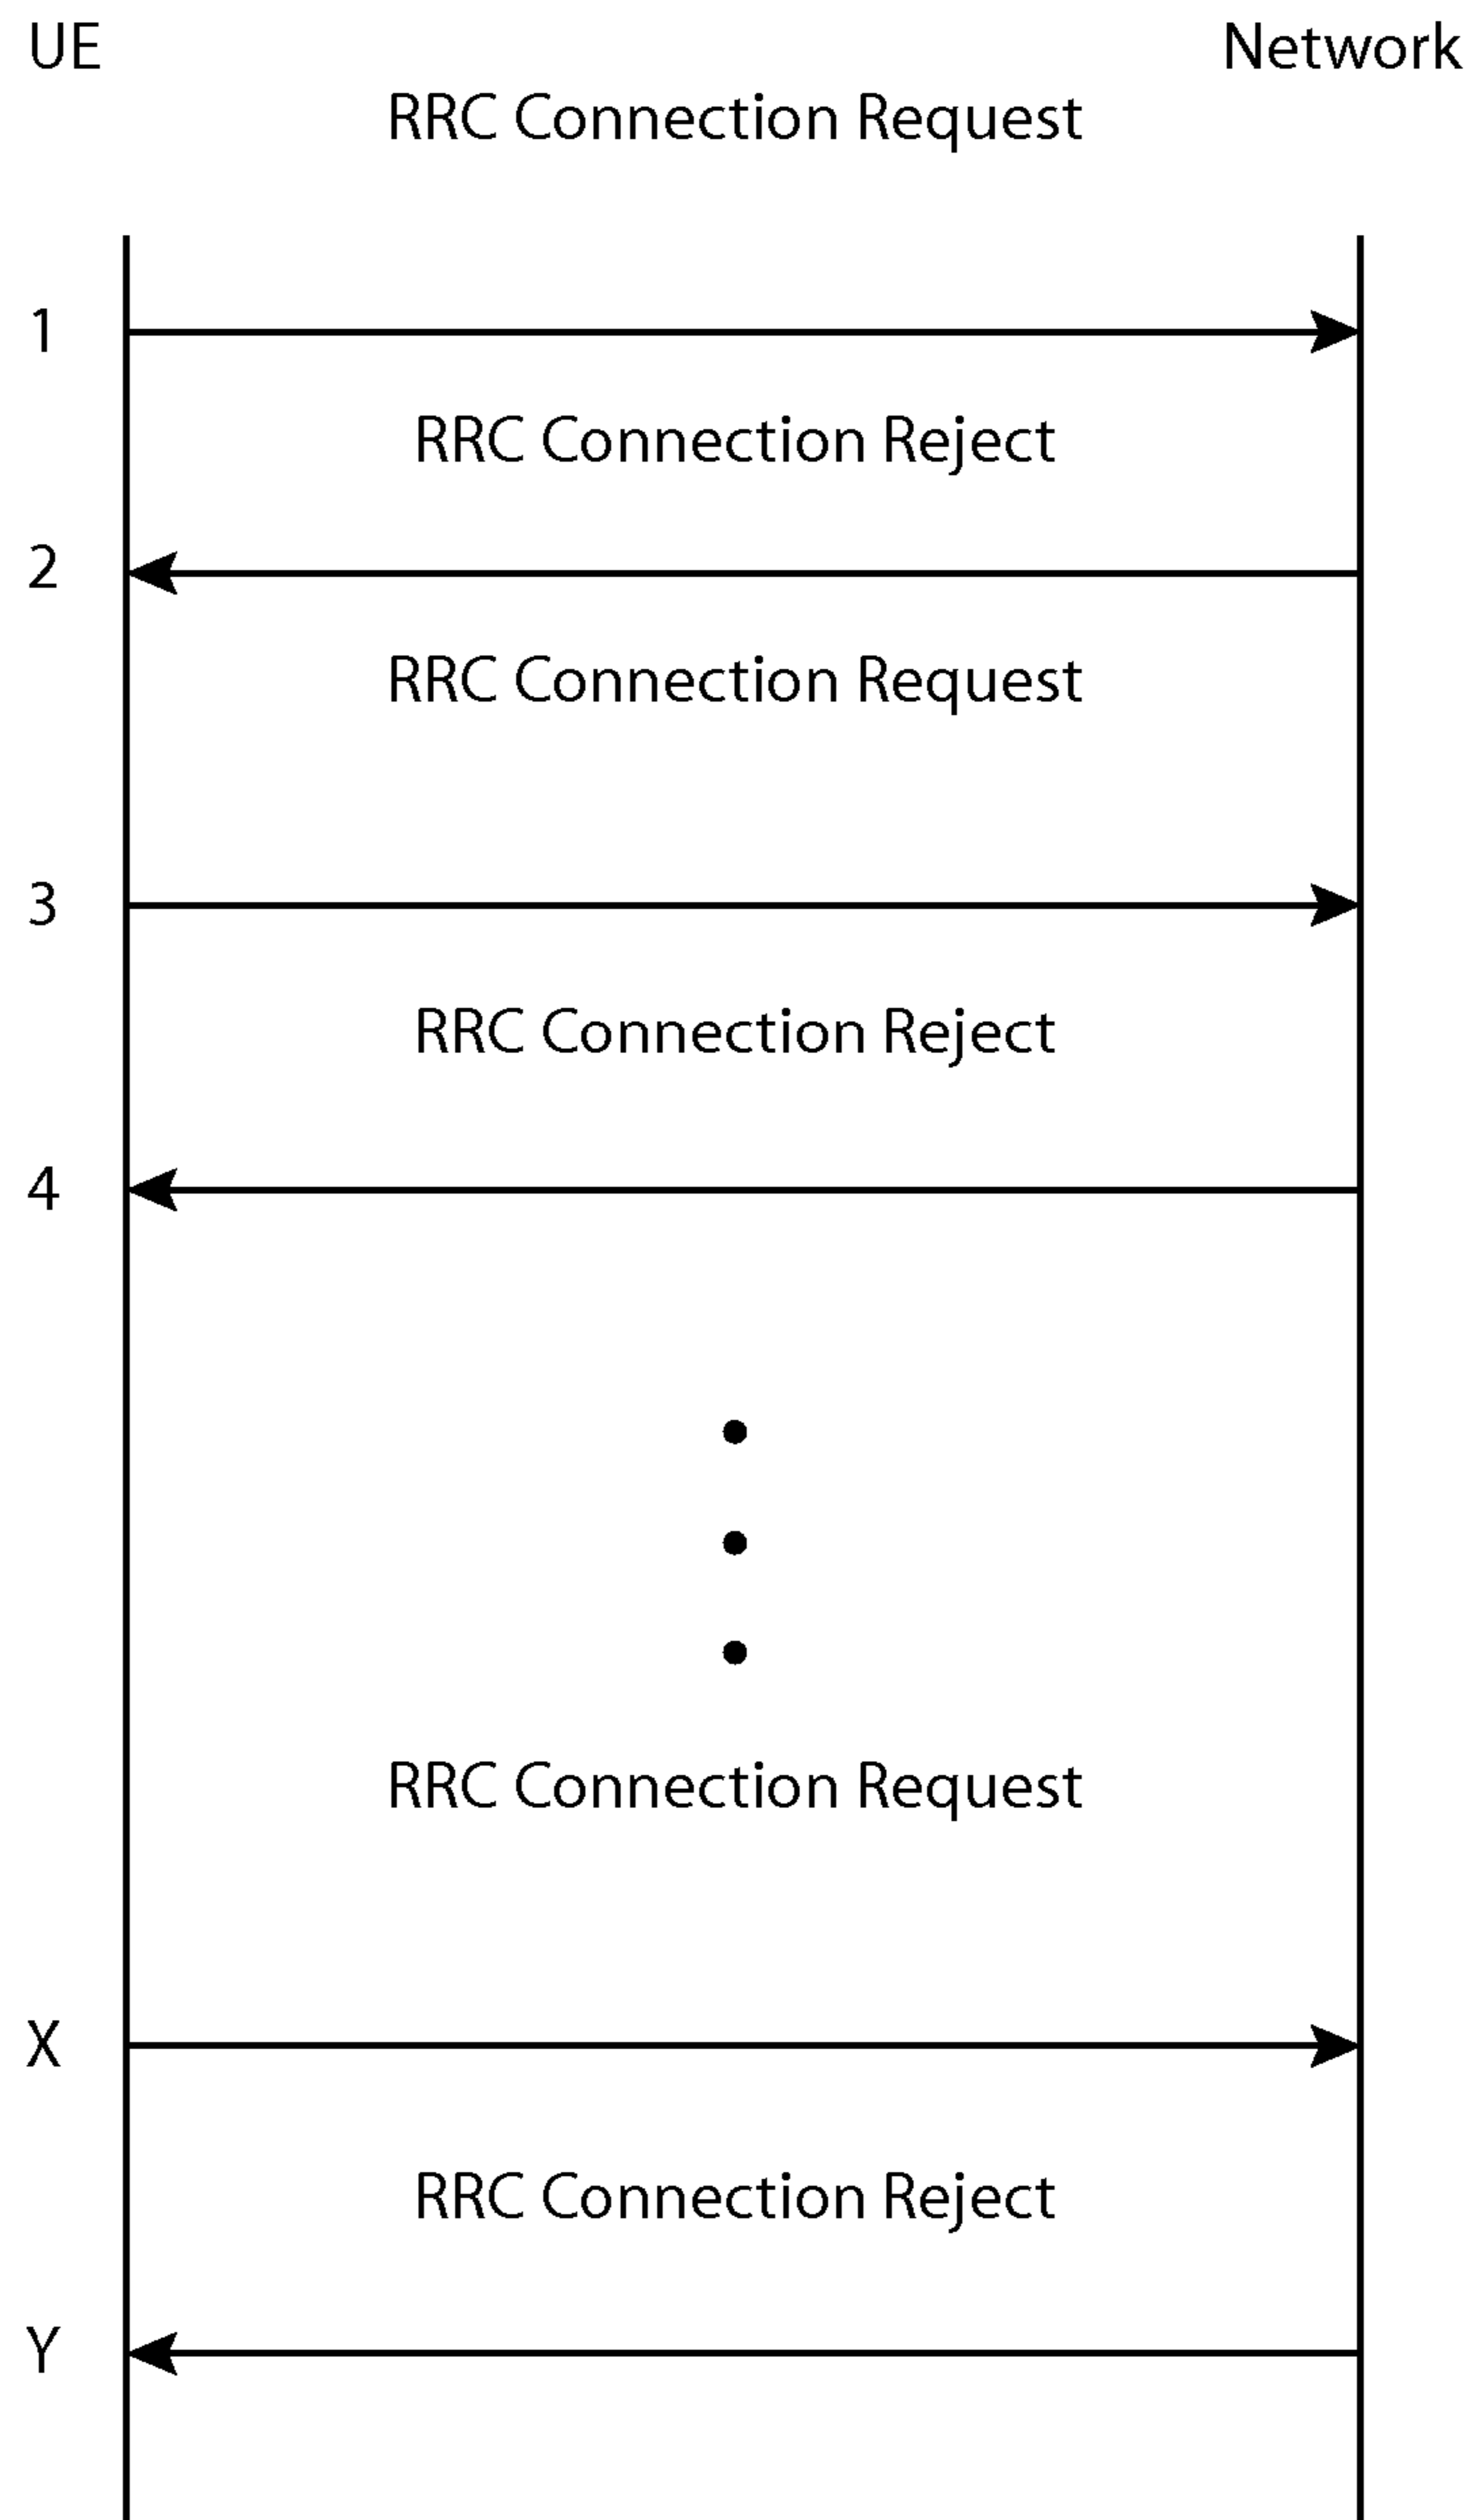 UE Network
RRC Connection Request
1
RRC Connection Reject
2
RRC Connection Request
3
RRC Connection Reject
4
RRC Connection Request
X
RRC Connection Reject
Y